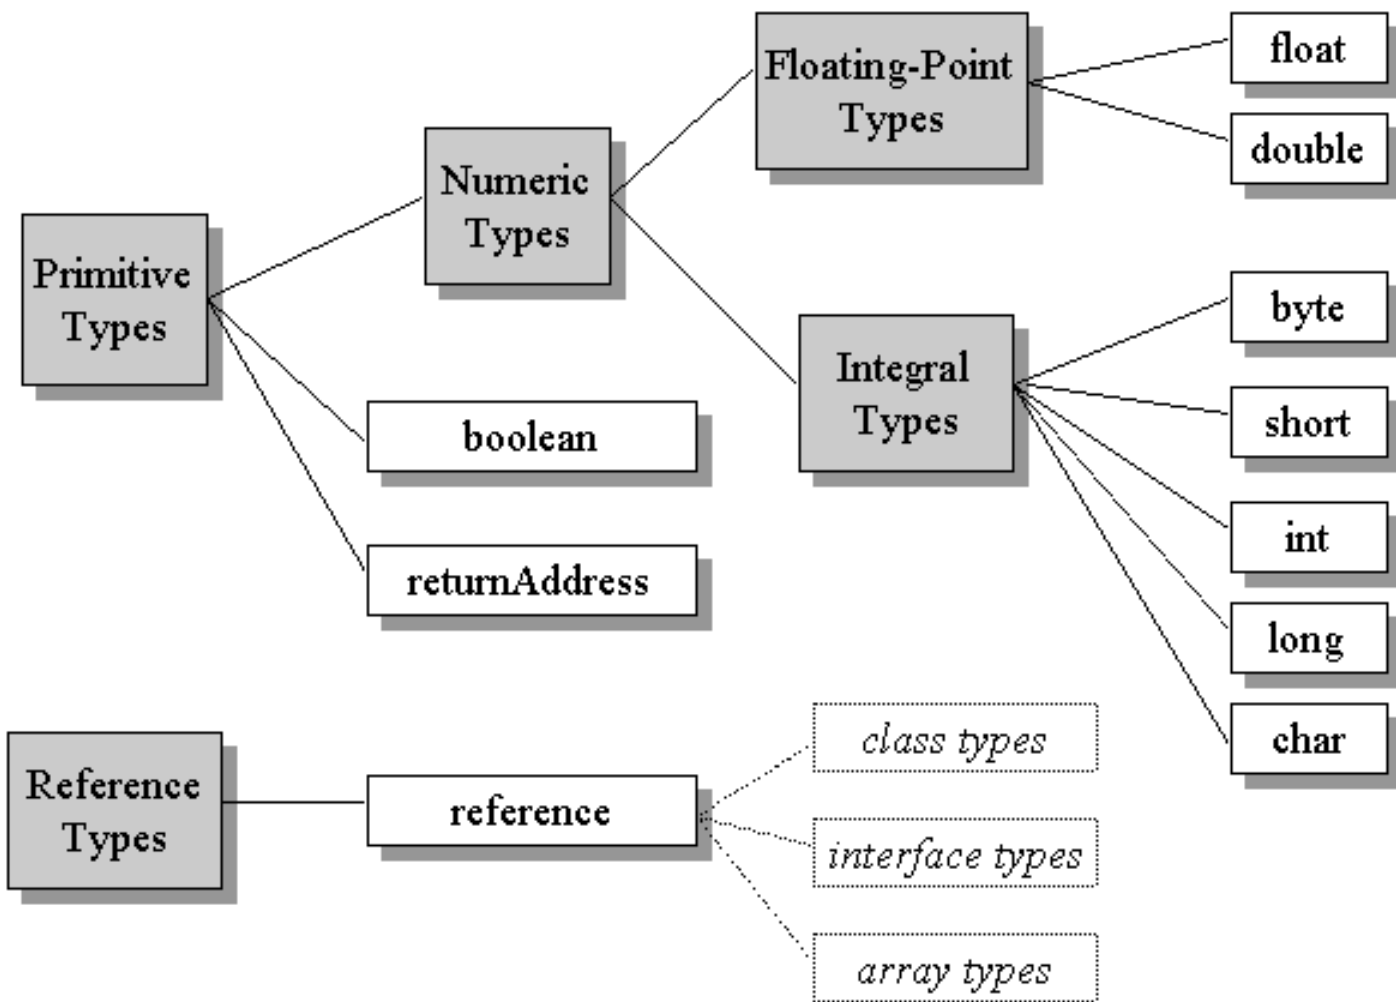 Primitive
Types
Numeric
Types
Floating-Point
Types
float
double
Integral
Types
byte
short
int
long
char
boolean
returnAddress
Reference
Types
reference
class types
interface types
array types